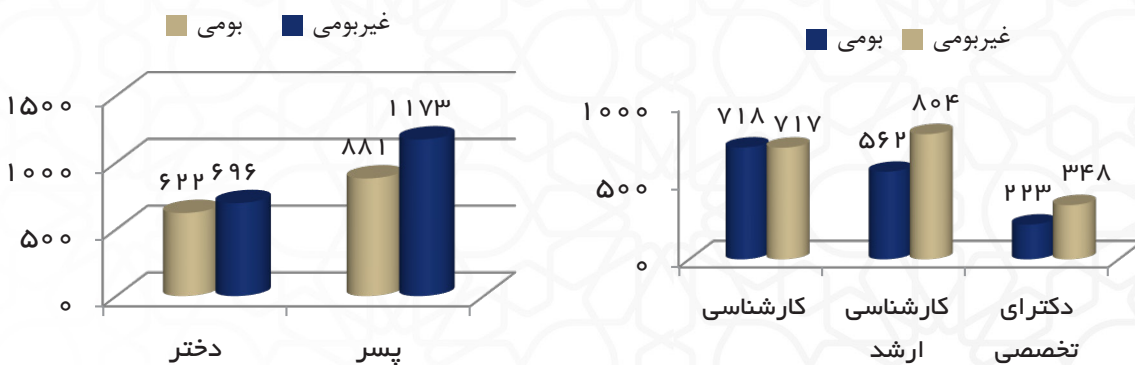 بومی غیربومی
۱۵۰۰
۱۰۰۰
۵۰۰
۰
۶۲۲ ۶۹۶
۸۸۱ ۱۱۷۳
دختر پسر
بومی غیربومی
۱۰۰۰
۵۰۰
۰
۷۱۸ ۷۱۷
۵۶۲ ۸۰۴
۲۲۳ ۳۴۸
کارشناسی
کارشناسی
ارشد
دکترای
تخصصی